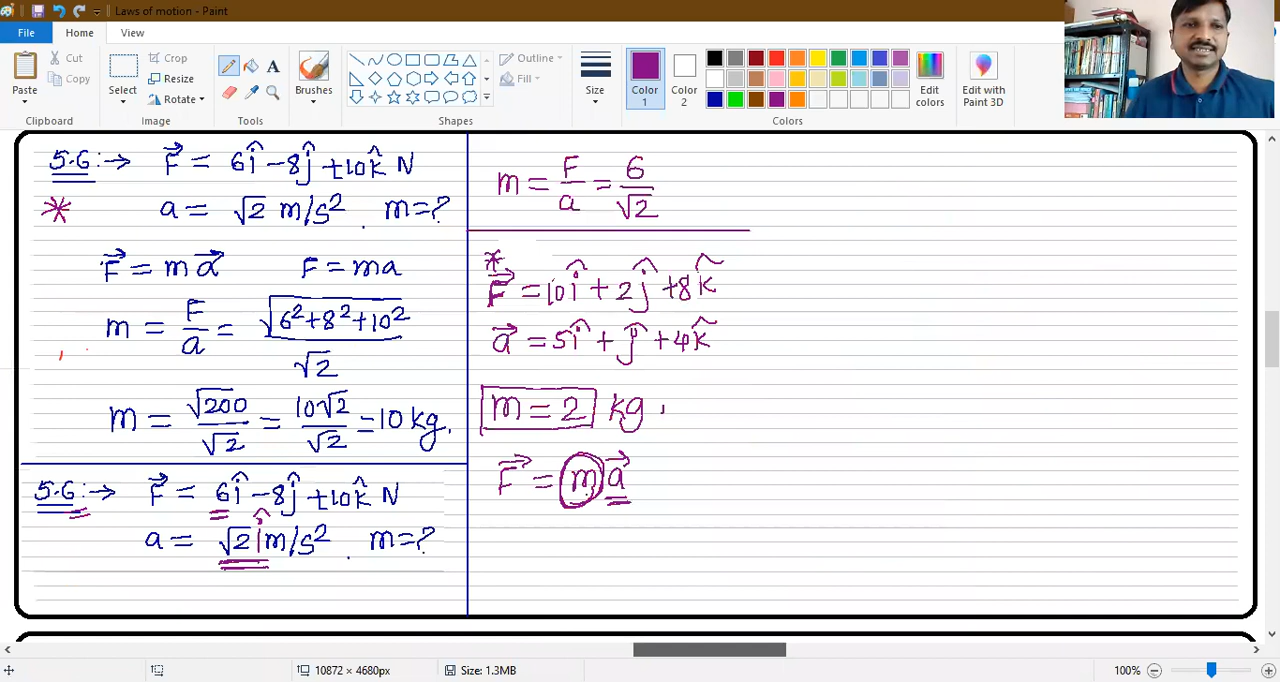 Laws of motion - Paint
File Home View
Paste Cut Copy Clipboard
Select Crop Resize Rotate Image
A Tools
Brushes
Outline Fill Shapes
Size
Color 1 Color 2 Edit colors Colors
Edit with Paint 3D
5.6:→ F⃗ = 6î - 8ĵ + 10k̂ N
* a = √2 m/s². m=?
F⃗ = m a⃗ F = ma
m = F/a = √(6²+8²+10²)/√2
m = √200/√2 = 10√2/√2 = 10 kg.
5.6:→ F⃗ = 6î - 8ĵ + 10k̂ N
a = √2 î m/s². m=?
m = F/a = 6/√2
*
F⃗ = 10î + 2ĵ + 8k̂
a⃗ = 5î + ĵ + 4k̂
m = 2 kg.
F⃗ = m a⃗
10872 × 4680px Size: 1.3MB 100%